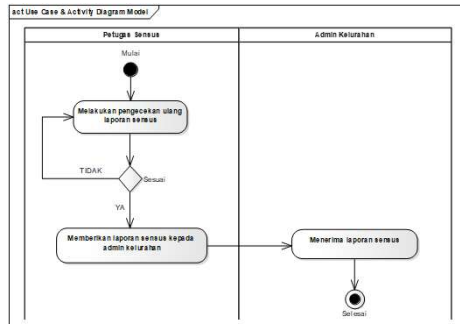 act Use Case & Activity Diagram Model
Petugas Sensus
Admin Kelurahan
Mulai
Melakukan pengecekan ulang
laporan sensus
TIDAK
Sesuai
YA
Memberikan laporan sensus kepada
admin kelurahan
Menerima laporan sensus
Selesai